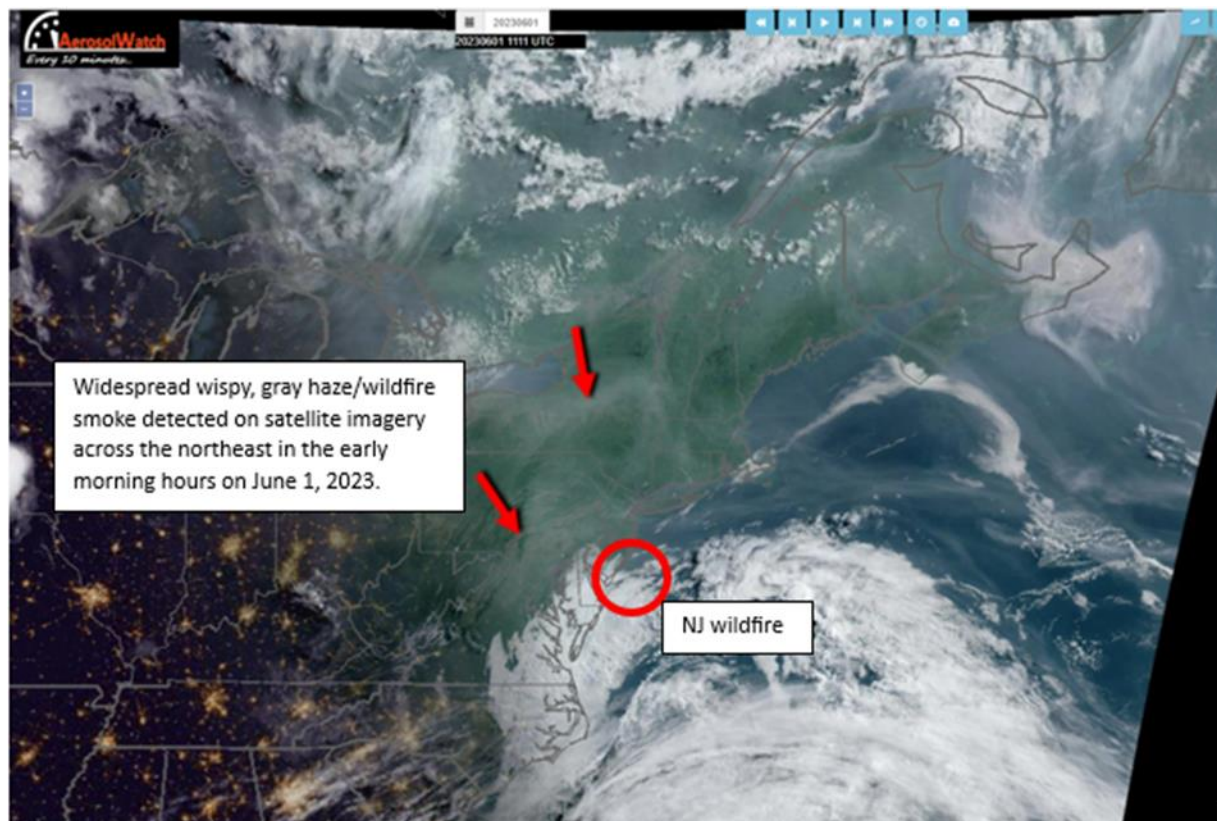 AerosolWatch
Every 10 minutes..
20230601
20230601 1111 UTC
Widespread wispy, gray haze/wildfire
smoke detected on satellite imagery
across the northeast in the early
morning hours on June 1, 2023.
NJ wildfire